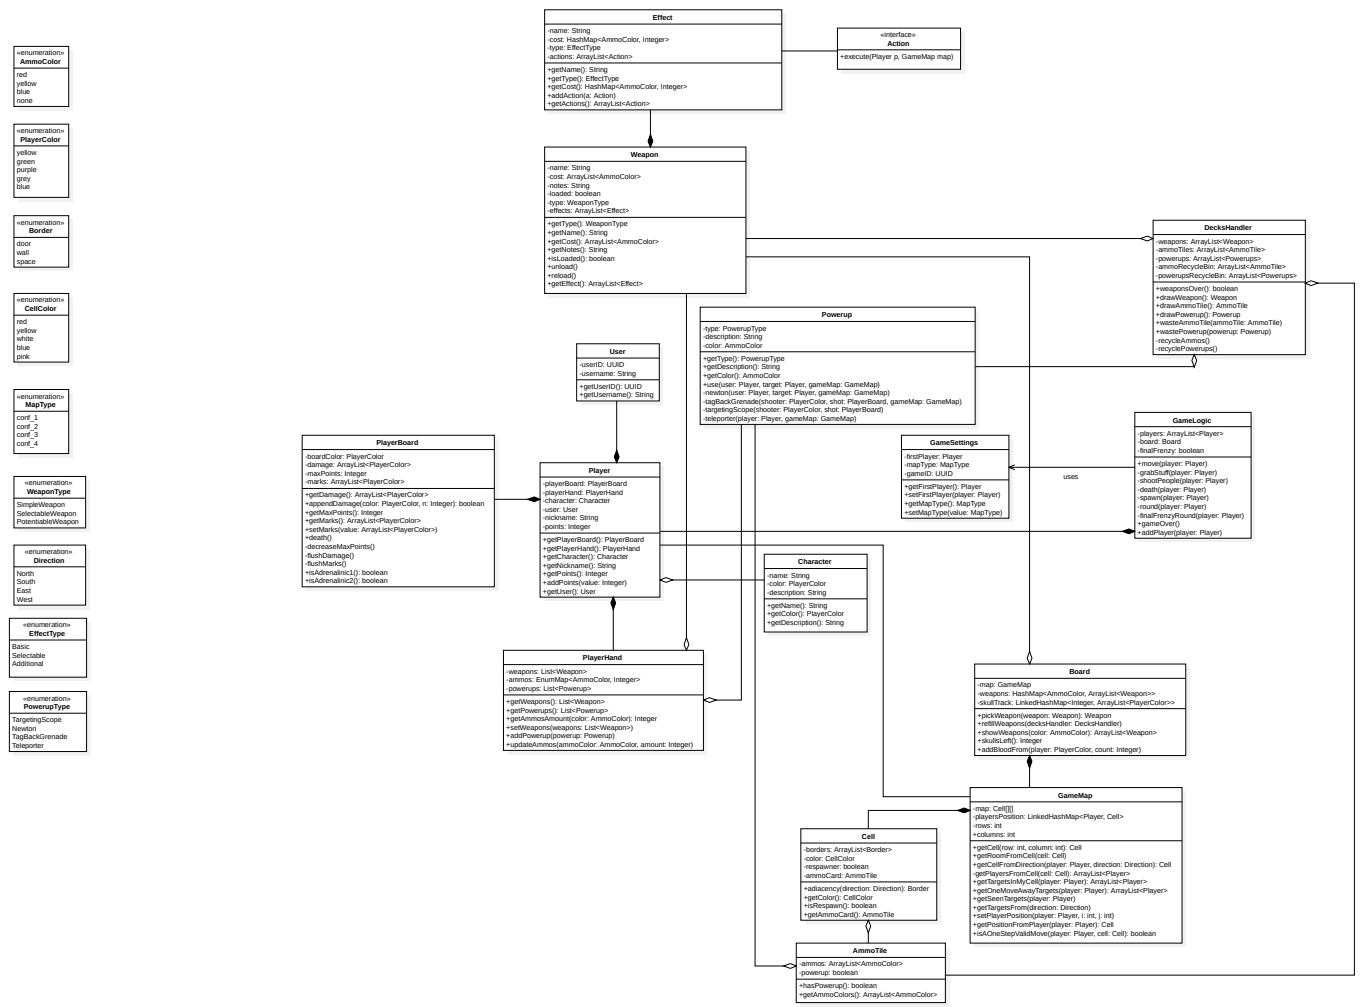 «enumeration»
AmmoColor
red
yellow
blue
none
«enumeration»
PlayerColor
yellow
green
purple
grey
blue
«enumeration»
Border
door
wall
space
«enumeration»
CellColor
red
yellow
white
blue
pink
«enumeration»
MapType
conf_1
conf_2
conf_3
conf_4
«enumeration»
WeaponType
SimpleWeapon
SelectableWeapon
PotentiableWeapon
«enumeration»
Direction
North
South
East
West
«enumeration»
EffectType
Basic
Selectable
Additional
«enumeration»
PowerupType
TargetingScope
Newton
TagBackGrenade
Teleporter
Effect
-name: String
-cost: HashMap<AmmoColor, Integer>
-type: EffectType
-actions: ArrayList<Action>
+getName(): String
+getType(): EffectType
+getCost(): HashMap<AmmoColor, Integer>
+addAction(a: Action)
+getActions(): ArrayList<Action>
«interface»
Action
+execute(Player p, GameMap map)
Weapon
-name: String
-cost: ArrayList<AmmoColor>
-notes: String
-loaded: boolean
-type: WeaponType
-effects: ArrayList<Effect>
+getType(): WeaponType
+getName(): String
+getCost(): ArrayList<AmmoColor>
+getNotes(): String
+isLoaded(): boolean
+unload()
+reload()
+getEffect(): ArrayList<Effect>
DecksHandler
-weapons: ArrayList<Weapon>
-ammoTiles: ArrayList<AmmoTile>
-powerups: ArrayList<Powerups>
-ammoRecycleBin: ArrayList<AmmoTile>
-powerupsRecycleBin: ArrayList<Powerups>
+weaponsOver(): boolean
+drawWeapon(): Weapon
+drawAmmoTile(): AmmoTile
+drawPowerup(): Powerup
+wasteAmmoTile(ammoTile: AmmoTile)
+wastePowerup(powerup: Powerup)
-recycleAmmos()
-recyclePowerups()
Powerup
-type: PowerupType
-description: String
-color: AmmoColor
+getType(): PowerupType
+getDescription(): String
+getColor(): AmmoColor
+use(user: Player, target: Player, gameMap: GameMap)
-newton(user: Player, target: Player, gameMap: GameMap)
-tagBackGrenade(shooter: PlayerColor, shot: PlayerBoard, gameMap: GameMap)
-targetingScope(shooter: PlayerColor, shot: PlayerBoard)
-teleporter(player: Player, gameMap: GameMap)
User
-userID: UUID
-username: String
+getUserID(): UUID
+getUsername(): String
PlayerBoard
-boardColor: PlayerColor
-damage: ArrayList<PlayerColor>
-maxPoints: Integer
-marks: ArrayList<PlayerColor>
+getDamage(): ArrayList<PlayerColor>
+appendDamage(color: PlayerColor, n: Integer): boolean
+getMaxPoints(): Integer
+getMarks(): ArrayList<PlayerColor>
+setMarks(value: ArrayList<PlayerColor>)
+death()
-decreaseMaxPoints()
-flushDamage()
-flushMarks()
+isAdrenalinic1(): boolean
+isAdrenalinic2(): boolean
Player
-playerBoard: PlayerBoard
-playerHand: PlayerHand
-character: Character
-user: User
-nickname: String
-points: Integer
+getPlayerBoard(): PlayerBoard
+getPlayerHand(): PlayerHand
+getCharacter(): Character
+getNickname(): String
+getPoints(): Integer
+addPoints(value: Integer)
+getUser(): User
GameSettings
-firstPlayer: Player
-mapType: MapType
-gameID: UUID
+getFirstPlayer(): Player
+setFirstPlayer(player: Player)
+getMapType(): MapType
+setMapType(value: MapType)
uses
GameLogic
-players: ArrayList<Player>
-board: Board
-finalFrenzy: boolean
+move(player: Player)
-grabStuff(player: Player)
-shootPeople(player: Player)
-death(player: Player)
-spawn(player: Player)
-round(player: Player)
-finalFrenzyRound(player: Player)
+gameOver()
+addPlayer(player: Player)
Character
-name: String
-color: PlayerColor
-description: String
+getName(): String
+getColor(): PlayerColor
+getDescription(): String
PlayerHand
-weapons: List<Weapon>
-ammos: EnumMap<AmmoColor, Integer>
-powerups: List<Powerup>
+getWeapons(): List<Weapon>
+getPowerups(): List<Powerup>
+getAmmosAmount(color: AmmoColor): Integer
+setWeapons(weapons: List<Weapon>)
+addPowerup(powerup: Powerup)
+updateAmmos(ammoColor: AmmoColor, amount: Integer)
Board
-map: GameMap
-weapons: HashMap<AmmoColor, ArrayList<Weapon>>
-skullTrack: LinkedHashMap<Integer, ArrayList<PlayerColor>>
+pickWeapon(weapon: Weapon): Weapon
+refillWeapons(decksHandler: DecksHandler)
+showWeapons(color: AmmoColor): ArrayList<Weapon>
+skullsLeft(): Integer
+addBloodFrom(player: PlayerColor, count: Integer)
GameMap
-map: Cell[][]
-playersPosition: LinkedHashMap<Player, Cell>
-rows: int
+columns: int
+getCell(row: int, column: int): Cell
+getRoomFromCell(cell: Cell)
+getCellFromDirection(player: Player, direction: Direction): Cell
-getPlayersFromCell(cell: Cell): ArrayList<Player>
+getTargetsInMyCell(player: Player): ArrayList<Player>
+getOneMoveAwayTargets(player: Player): ArrayList<Player>
+getSeenTargets(player: Player)
+getTargetsFrom(direction: Direction)
+setPlayerPosition(player: Player, i: int, j: int)
+getPositionFromPlayer(player: Player): Cell
+isAOneStepValidMove(player: Player, cell: Cell): boolean
Cell
-borders: ArrayList<Border>
-color: CellColor
-respawner: boolean
-ammoCard: AmmoTile
+adiacency(direction: Direction): Border
+getColor(): CellColor
+isRespawn(): boolean
+getAmmoCard(): AmmoTile
AmmoTile
-ammos: ArrayList<AmmoColor>
-powerup: boolean
+hasPowerup(): boolean
+getAmmoColors(): ArrayList<AmmoColor>